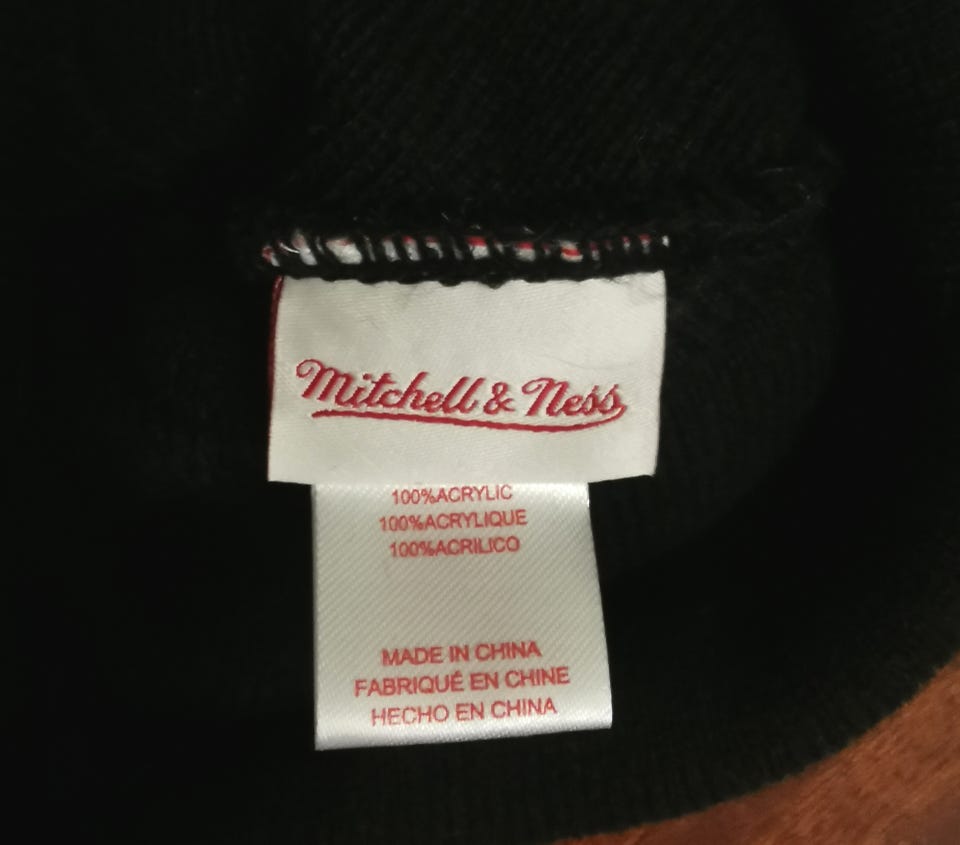 Mitchell & Ness
100%ACRYLIC
100%ACRYLIQUE
100%ACRILICO
MADE IN CHINA
FABRIQUÉ EN CHINE
HECHO EN CHINA